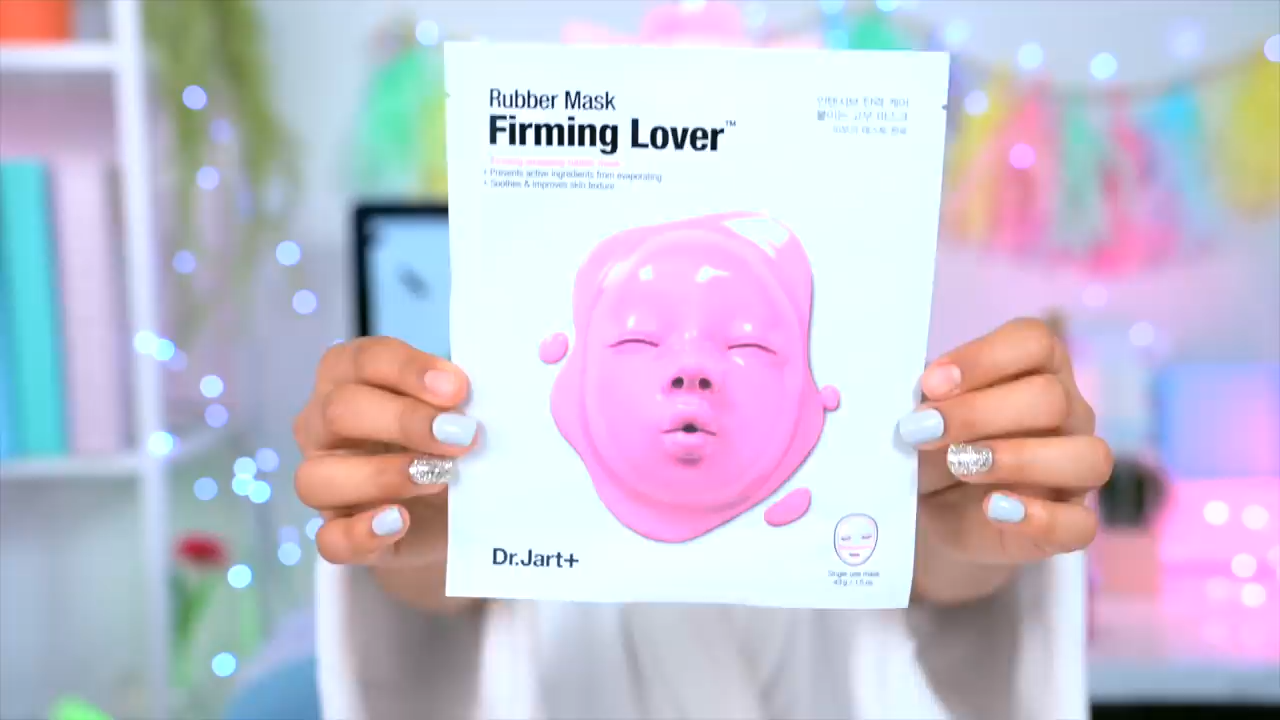 Rubber Mask
Firming Lover™
• Prevents active ingredients from evaporating
• Soothes & improves skin texture
Dr.Jart+
Single use mask